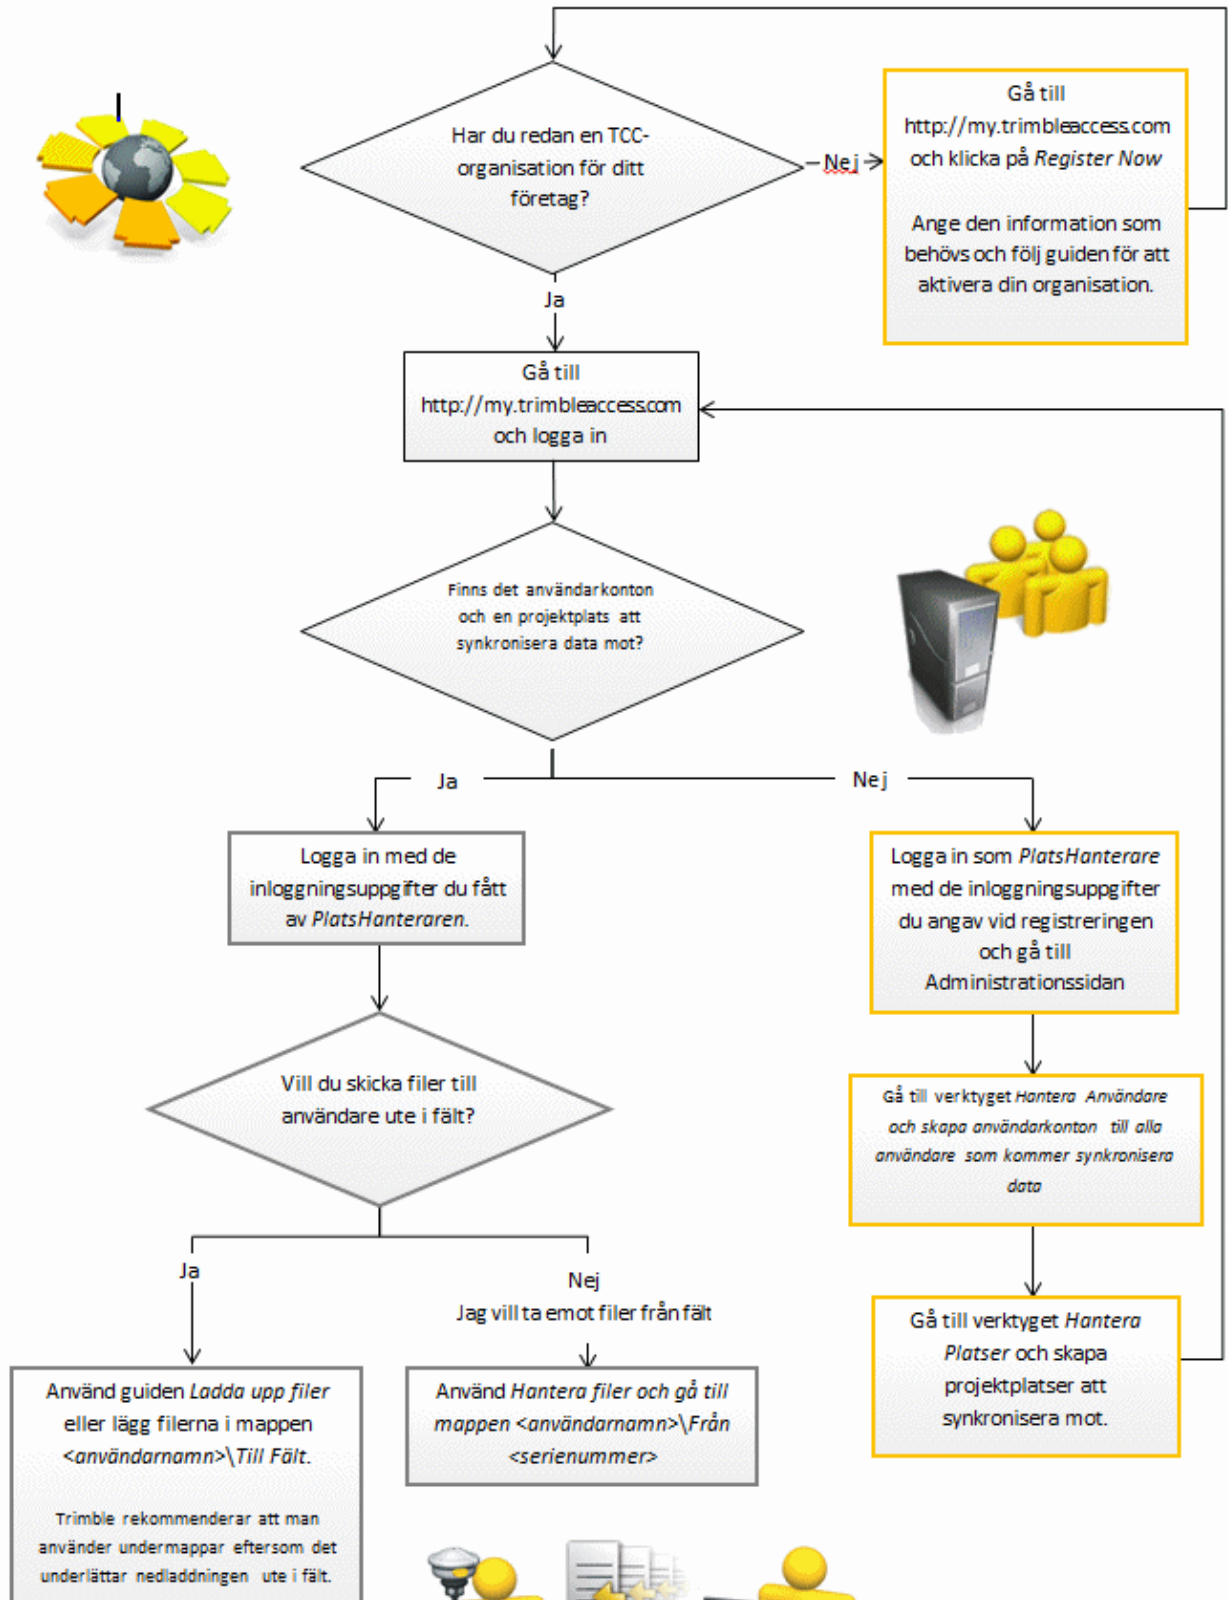 Har du redan en TCC-
organisation för ditt
företag?
Nej
Gå till
http://my.trimbleaccess.com
och klicka på Register Now
Ange den information som
behövs och följ guiden för att
aktivera din organisation.
Ja
Gå till
http://my.trimbleaccess.com
och logga in
Finns det användarkonton
och en projektplats att
synkronisera data mot?
Ja
Nej
Logga in med de
inloggningsuppgifter du fått
av PlatsHanteraren.
Logga in som PlatsHanterare
med de inloggningsuppgifter
du angav vid registreringen
och gå till
Administrationssidan
Vill du skicka filer till
användare ute i fält?
Gå till verktyget Hantera Användare
och skapa användarkonton till alla
användare som kommer synkronisera
data
Ja
Nej
Jag vill ta emot filer från fält
Gå till verktyget Hantera
Platser och skapa
projektplatser att
synkronisera mot.
Använd guiden Ladda upp filer
eller lägg filerna i mappen
<användarnamn>\Till Fält.
Trimble rekommenderar att man
använder undermappar eftersom det
underlättar nedladdningen ute i fält.
Använd Hantera filer och gå till
mappen <användarnamn>\Från
<serienummer>